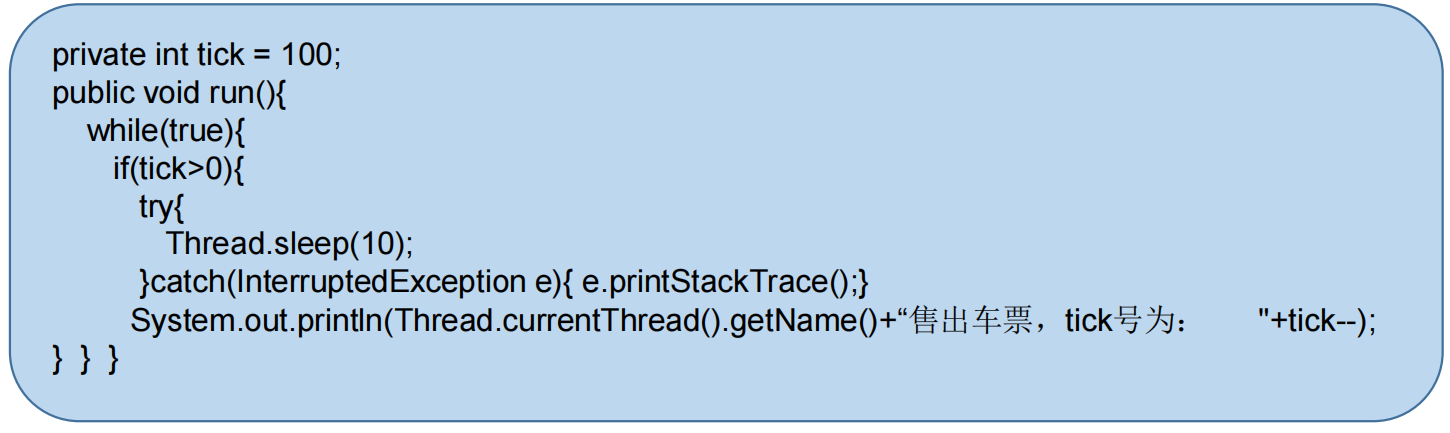 private int tick = 100;
public void run(){
while(true){
if(tick>0){
try{
Thread.sleep(10);
}catch(InterruptedException e){ e.printStackTrace();}
System.out.println(Thread.currentThread().getName()+“售出车票，tick号为： "+tick--);
} } }